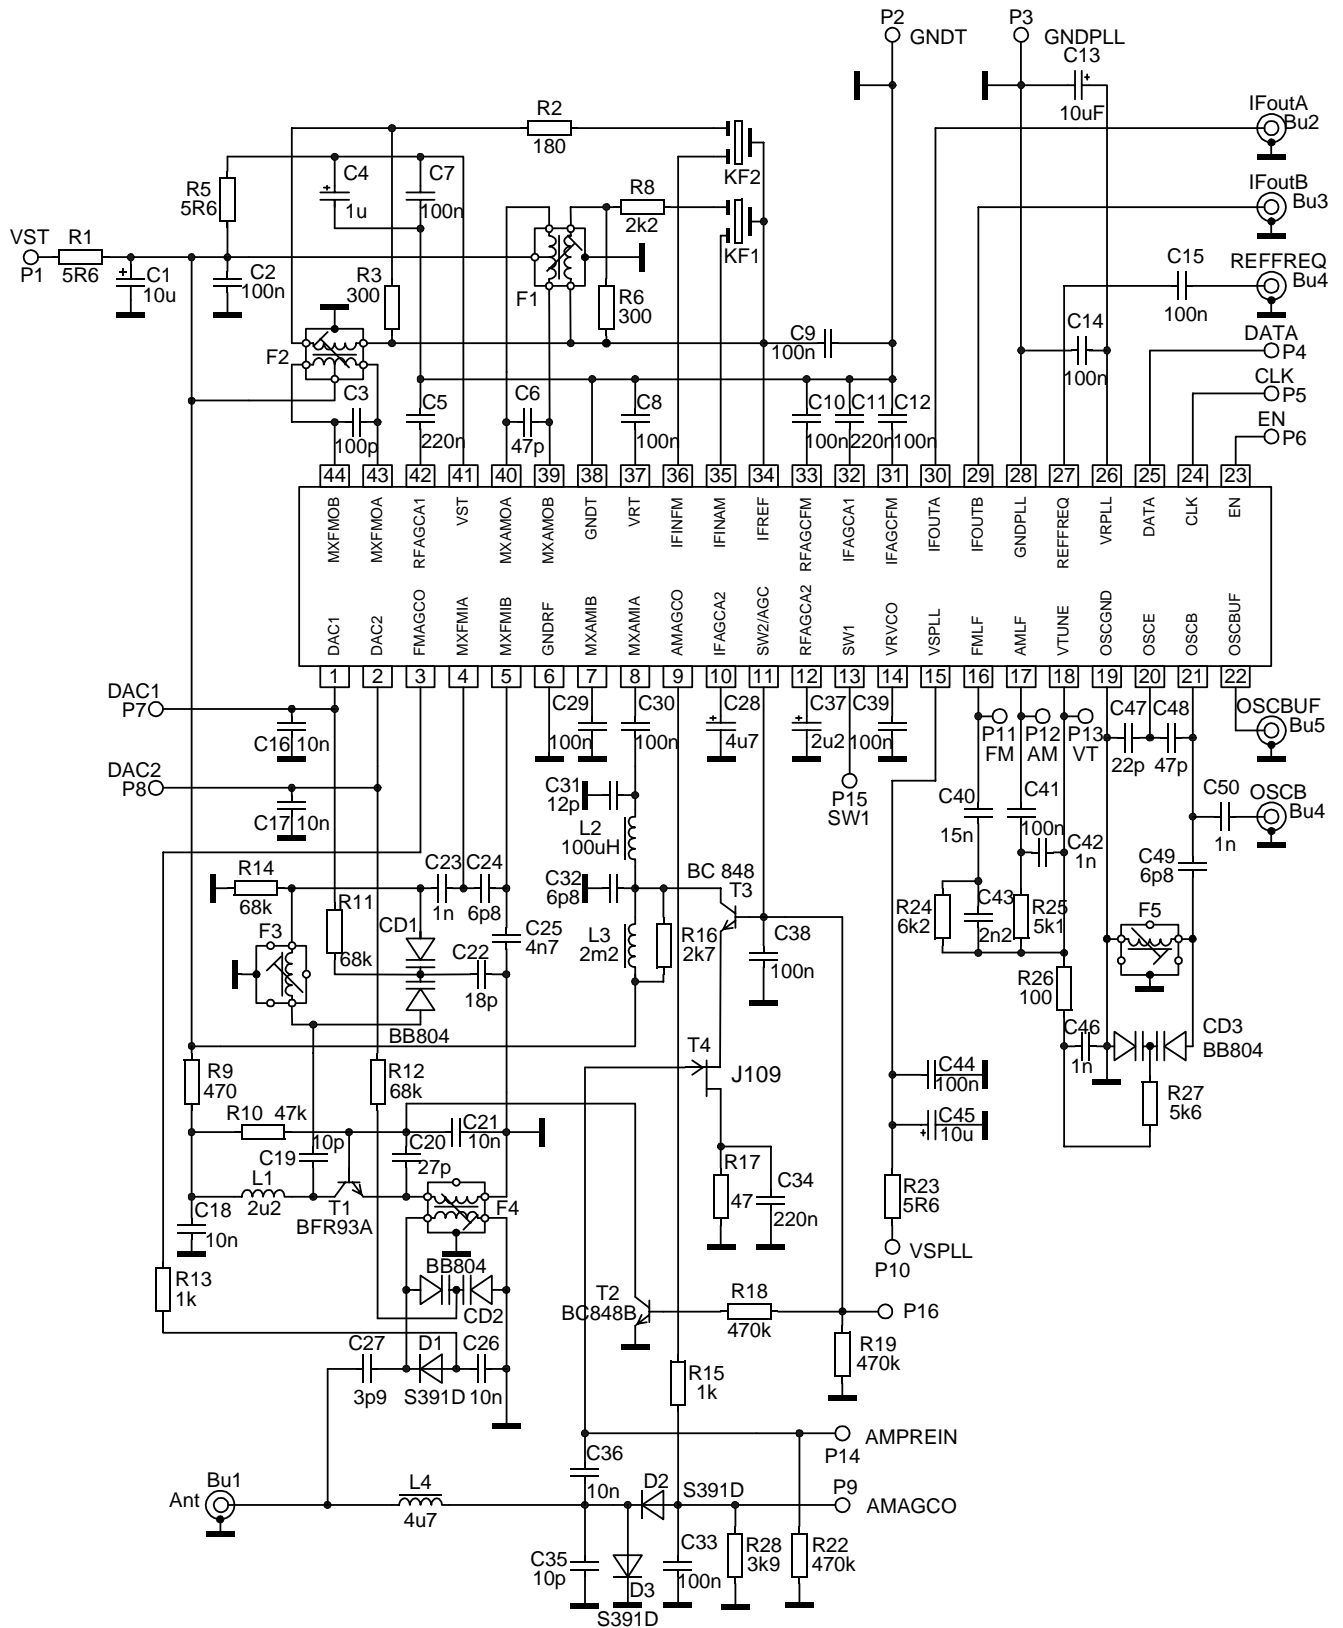 P2
GNDT
P3
GNDPLL
C13
10uF
IFoutA
Bu2
R2
180
KF2
C4
1u
C7
100n
R5
5R6
R8
2k2
KF1
IFoutB
Bu3
VST
P1
R1
5R6
C1
10u
C2
100n
R3
300
F1
R6
300
C15
100n
REFFREQ
Bu4
F2
C9
100n
C14
100n
DATA
P4
CLK
P5
EN
P6
C3
100p
C5
220n
C6
47p
C8
100n
C10
100n
C11
220n
C12
100n
44 43 42 41 40 39 38 37 36 35 34 33 32 31 30 29 28 27 26 25 24 23
MXFMOB
MXFMOA
RFAGCA1
VST
MXAMOA
MXAMOB
GNDT
VRT
IFINFM
IFINAM
IFREF
RFAGCFM
IFAGCA1
IFAGCFM
IFOUTA
IFOUTB
GNDPLL
REFFREQ
VRPLL
DATA
CLK
EN
DAC1
DAC2
FMAGCO
MXFMIA
MXFMIB
GNDRF
MXAMIB
MXAMIA
AMAGCO
IFAGCA2
SW2/AGC
RFAGCA2
SW1
VRVCO
VSPLL
FMLF
AMLF
VTUNE
OSCGND
OSCE
OSCB
OSCBUF
1 2 3 4 5 6 7 8 9 10 11 12 13 14 15 16 17 18 19 20 21 22
DAC1
P7
C16
10n
DAC2
P8
C17
10n
C29
100n
C30
100n
C28
4u7
C37
2u2
C39
100n
P15
SW1
P11
FM
P12
AM
P13
VT
C47
22p
C48
47p
OSCBUF
Bu5
C31
12p
L2
100uH
C40
15n
C41
100n
C42
1n
C50
1n
OSCB
Bu4
R14
68k
R11
68k
CD1
C23
1n
C24
6p8
C32
6p8
BC 848
T3
C49
6p8
F3
C22
18p
C25
4n7
L3
2m2
R16
2k7
C38
100n
R24
6k2
C43
2n2
R25
5k1
F5
BB804
R26
100
C46
1n
CD3
BB804
R9
470
R12
68k
T4
J109
C44
100n
R27
5k6
R10
47k
10p
C19
C20
27p
C21
10n
C45
10u
L1
2u2
T1
BFR93A
F4
R17
47
C34
220n
R23
5R6
C18
10n
P10
VSPLL
R13
1k
BB804
CD2
T2
BC848B
R18
470k
P16
R19
470k
C27
3p9
D1
S391D
C26
10n
R15
1k
AMPREIN
P14
C36
10n
Ant
Bu1
L4
4u7
D2
S391D
P9
AMAGCO
C35
10p
D3
S391D
C33
100n
R28
3k9
R22
470k